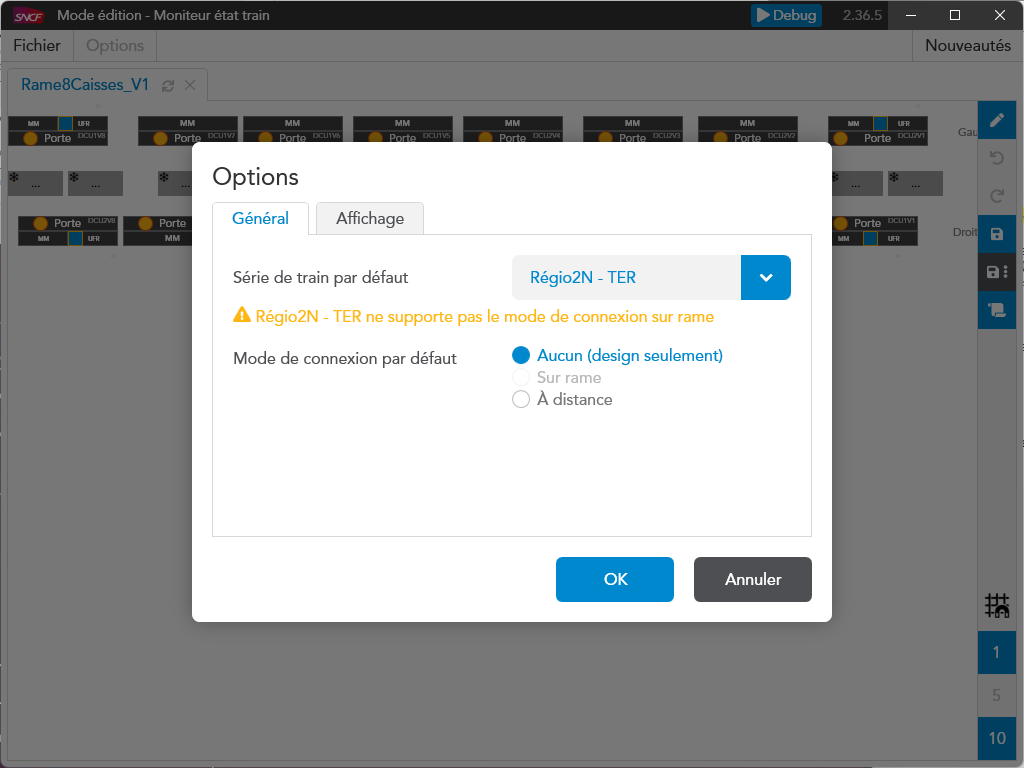 SNCF Mode édition - Moniteur état train Debug 2.36.5
Fichier Options Nouveautés
Rame8Caisses_V1
MM UFR MM MM MM MM MM MM MM UFR
Porte DCU1V8 Porte DCU1V7 Porte DCU1V6 Porte DCU1V5 Porte DCU2V4 Porte DCU2V3 Porte DCU2V2 Porte DCU2V1
Gau
... ... ... ... ...
Porte DCU2V8 Porte Porte DCU1V1
MM UFR MM MM UFR
Droit
Options
Général Affichage
Série de train par défaut Régio2N - TER
Régio2N - TER ne supporte pas le mode de connexion sur rame
Mode de connexion par défaut Aucun (design seulement)
Sur rame
À distance
OK Annuler
1
5
10